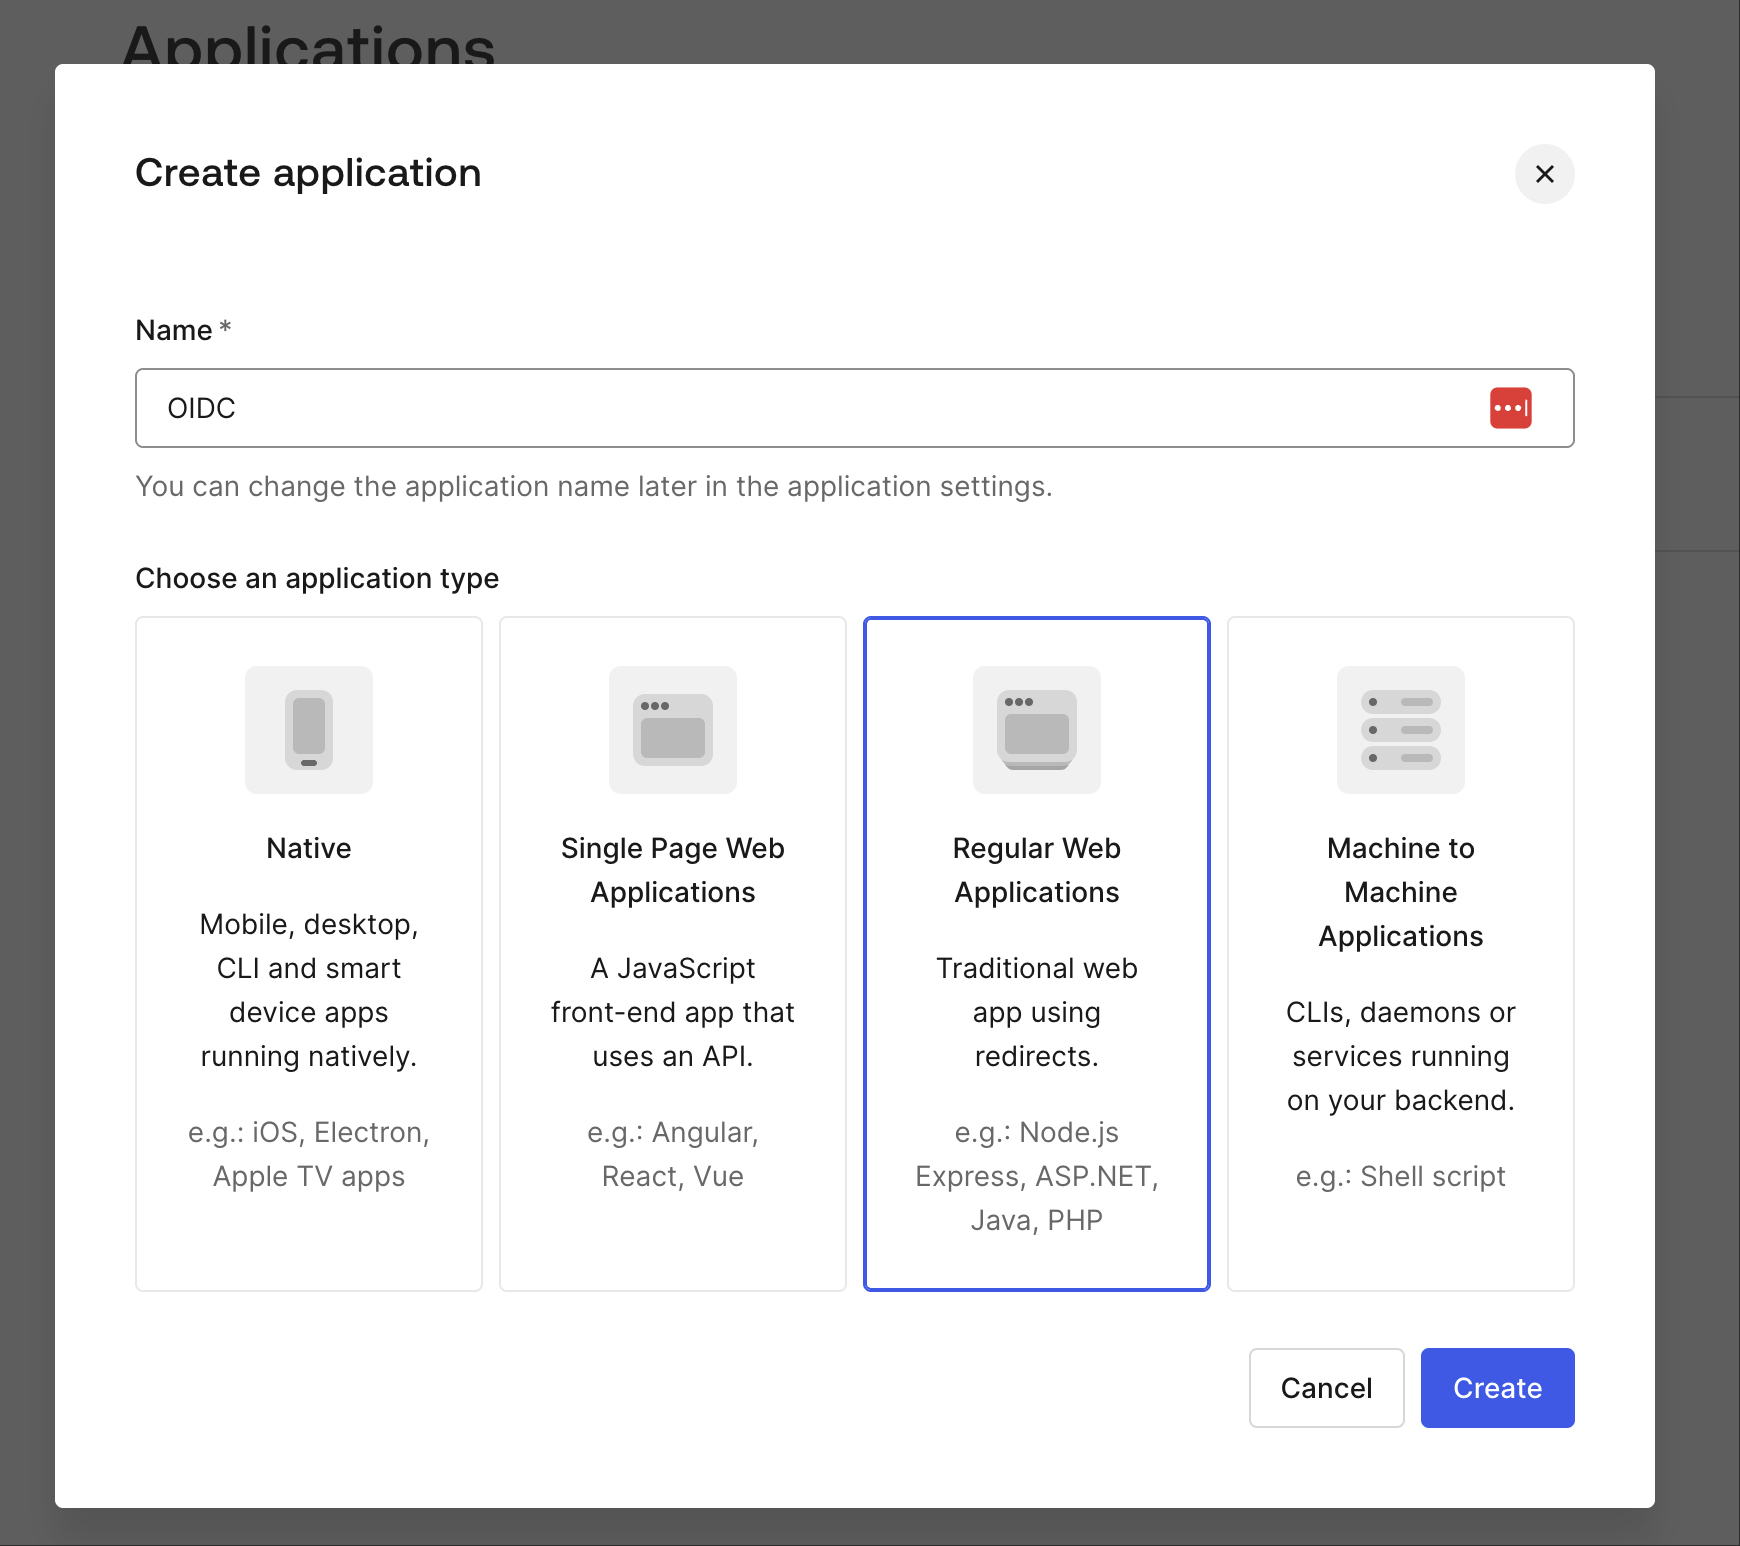 Applications
Create application
Name *
OIDC
You can change the application name later in the application settings.
Choose an application type
Native
Mobile, desktop,
CLI and smart
device apps
running natively.
e.g.: iOS, Electron,
Apple TV apps
Single Page Web
Applications
A JavaScript
front-end app that
uses an API.
e.g.: Angular,
React, Vue
Regular Web
Applications
Traditional web
app using
redirects.
e.g.: Node.js
Express, ASP.NET,
Java, PHP
Machine to
Machine
Applications
CLIs, daemons or
services running
on your backend.
e.g.: Shell script
Cancel
Create